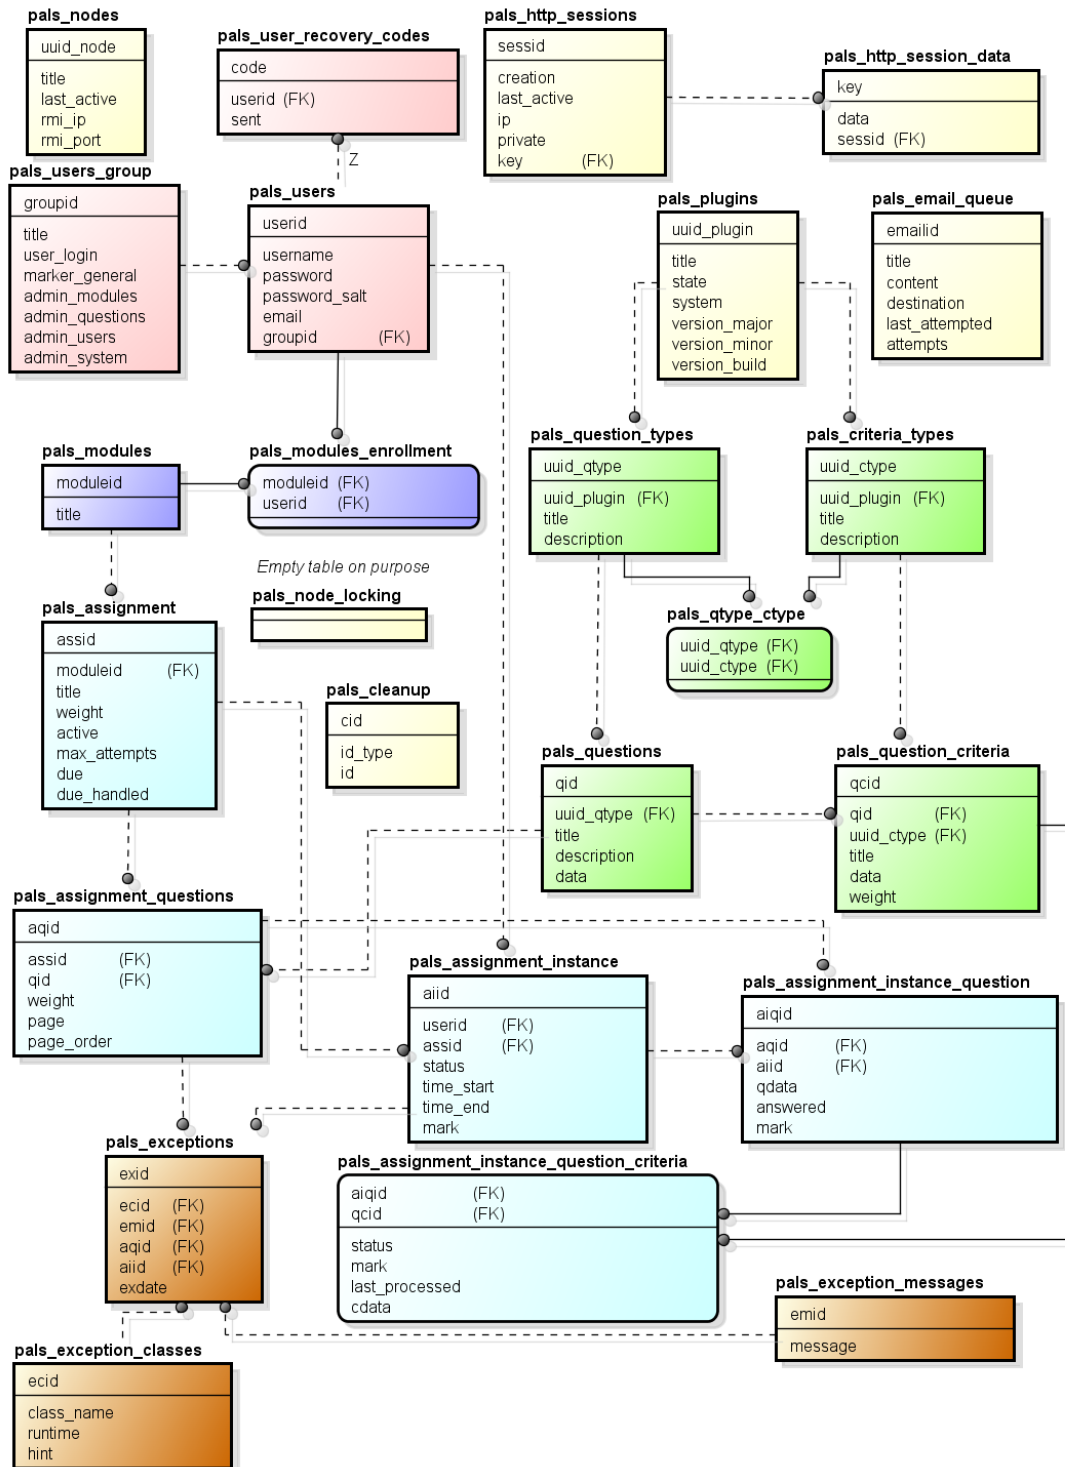 pals_nodes
uuid_node
title
last_active
rmi_ip
rmi_port
pals_user_recovery_codes
code
userid (FK)
sent
Z
pals_http_sessions
sessid
creation
last_active
ip
private
key (FK)
pals_http_session_data
key
data
sessid (FK)
pals_users_group
groupid
title
user_login
marker_general
admin_modules
admin_questions
admin_users
admin_system
pals_users
userid
username
password
password_salt
email
groupid (FK)
pals_plugins
uuid_plugin
title
state
system
version_major
version_minor
version_build
pals_email_queue
emailid
title
content
destination
last_attempted
attempts
pals_modules
moduleid
title
pals_modules_enrollment
moduleid (FK)
userid (FK)
pals_question_types
uuid_qtype
uuid_plugin (FK)
title
description
pals_criteria_types
uuid_ctype
uuid_plugin (FK)
title
description
Empty table on purpose
pals_node_locking
pals_qtype_ctype
uuid_qtype (FK)
uuid_ctype (FK)
pals_assignment
assid
moduleid (FK)
title
weight
active
max_attempts
due
due_handled
pals_cleanup
cid
id_type
id
pals_questions
qid
uuid_qtype (FK)
title
description
data
pals_question_criteria
qcid
qid (FK)
uuid_ctype (FK)
title
data
weight
pals_assignment_questions
aqid
assid (FK)
qid (FK)
weight
page
page_order
pals_assignment_instance
aiid
userid (FK)
assid (FK)
status
time_start
time_end
mark
pals_assignment_instance_question
aiqid
aqid (FK)
aiid (FK)
qdata
answered
mark
pals_exceptions
exid
ecid (FK)
emid (FK)
aqid (FK)
aiid (FK)
exdate
pals_assignment_instance_question_criteria
aiqid (FK)
qcid (FK)
status
mark
last_processed
cdata
pals_exception_messages
emid
message
pals_exception_classes
ecid
class_name
runtime
hint